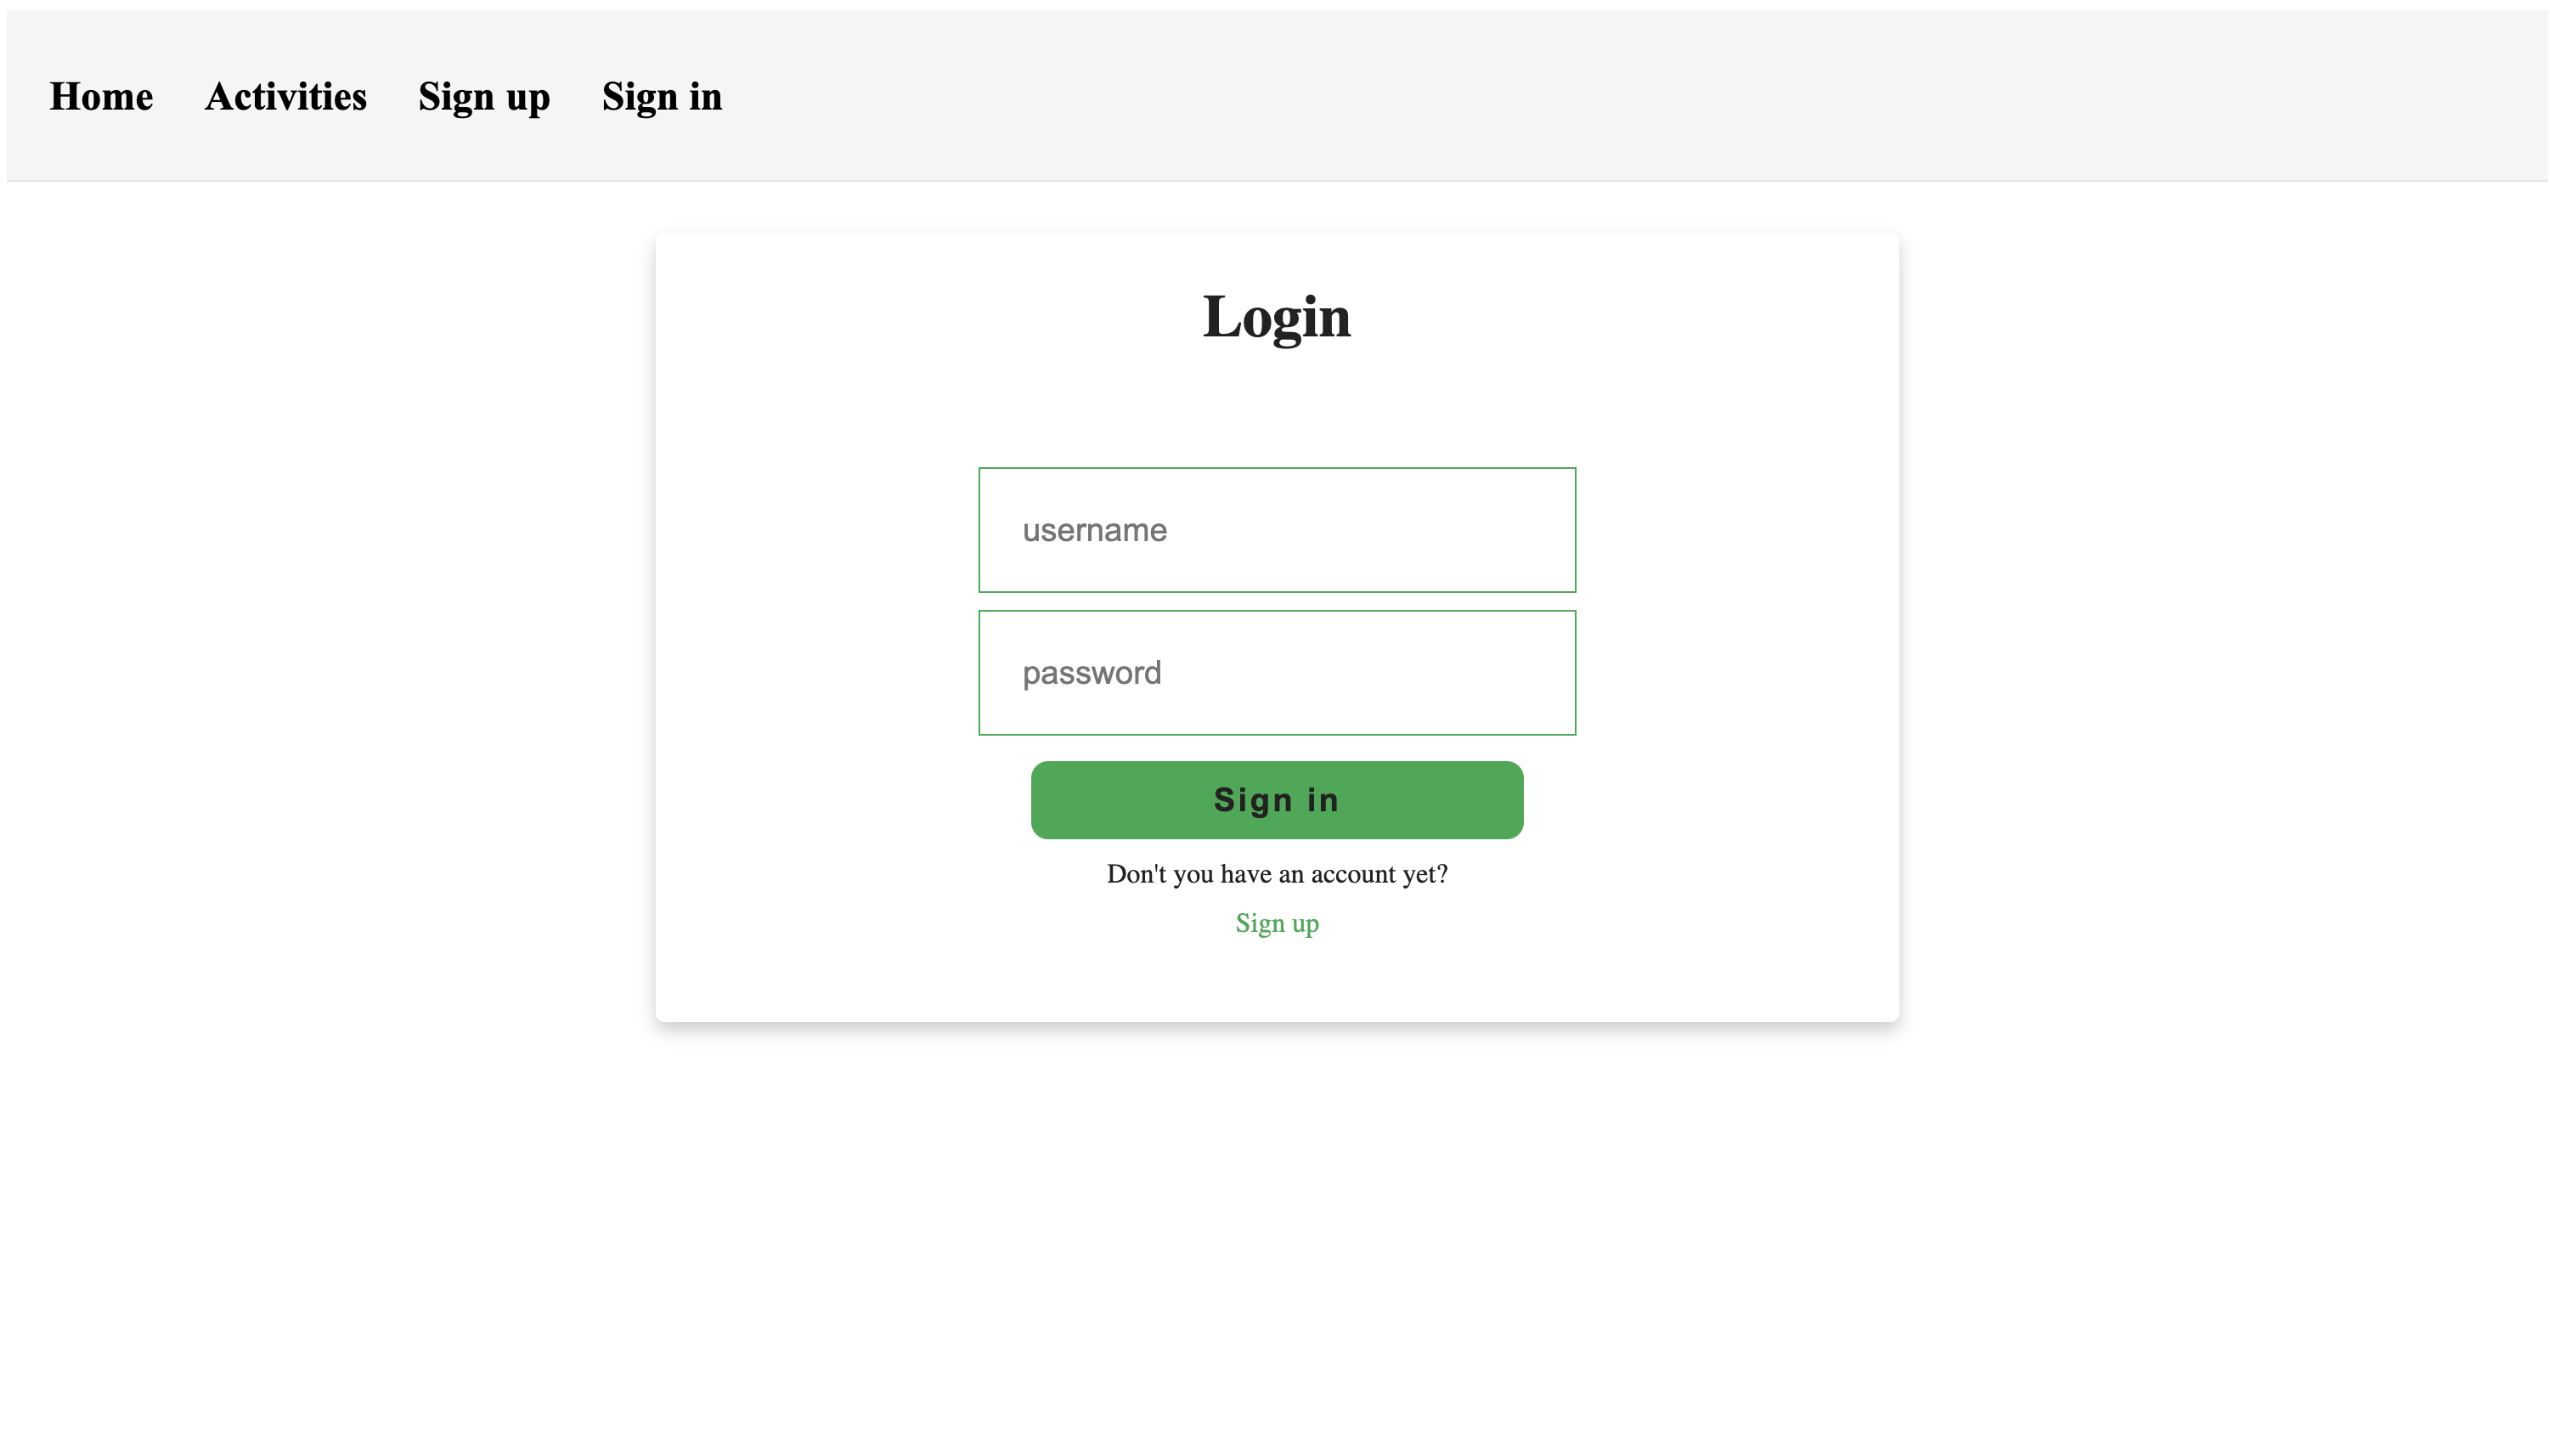 Home Activities Sign up Sign in
Login
username
password
Sign in
Don't you have an account yet?
Sign up